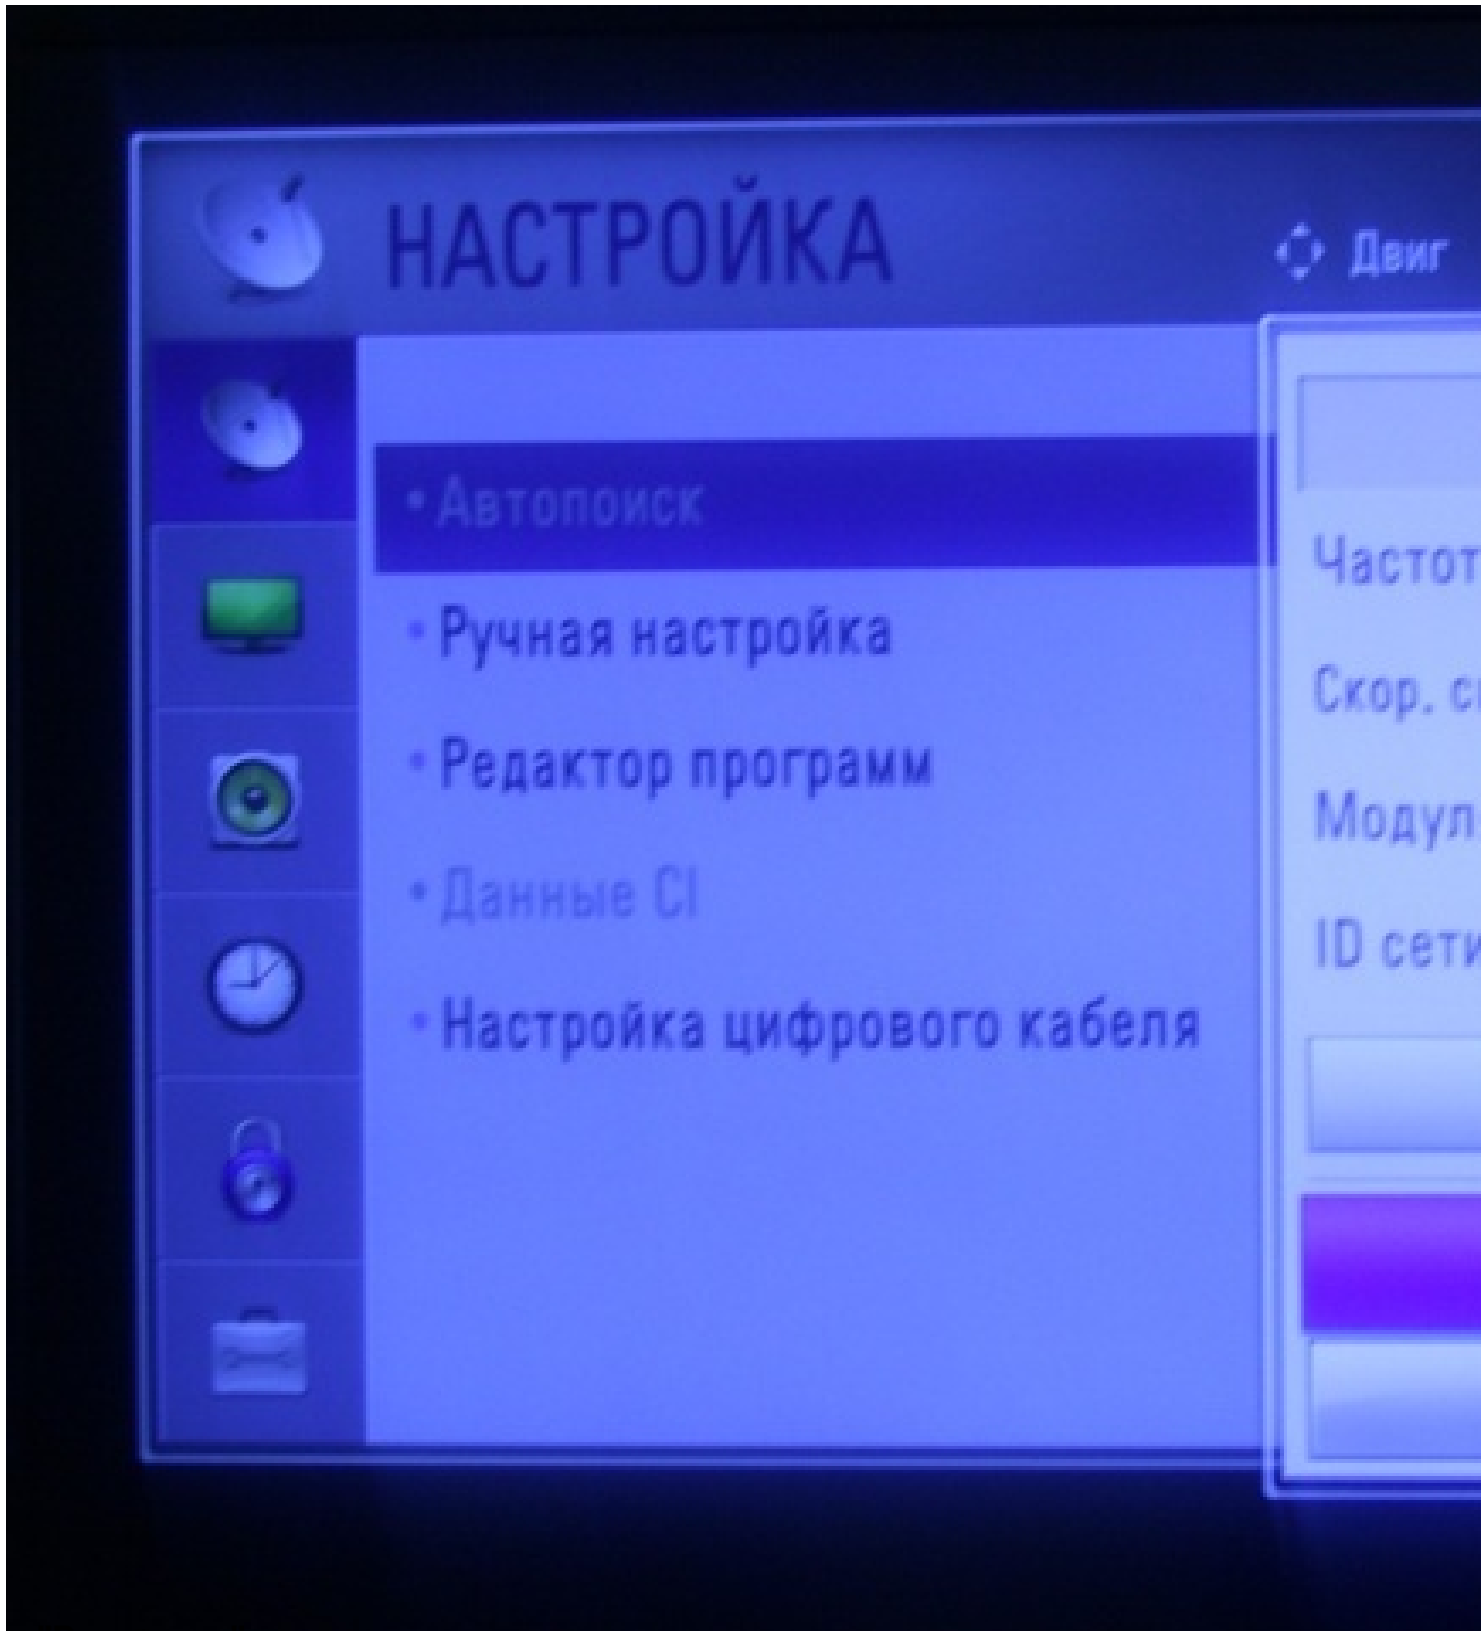 НАСТРОЙКА
Двиг
• Автопоиск
• Ручная настройка
• Редактор программ
• Данные CI
• Настройка цифрового кабеля
Частот
Скор. с
Модул
ID сети